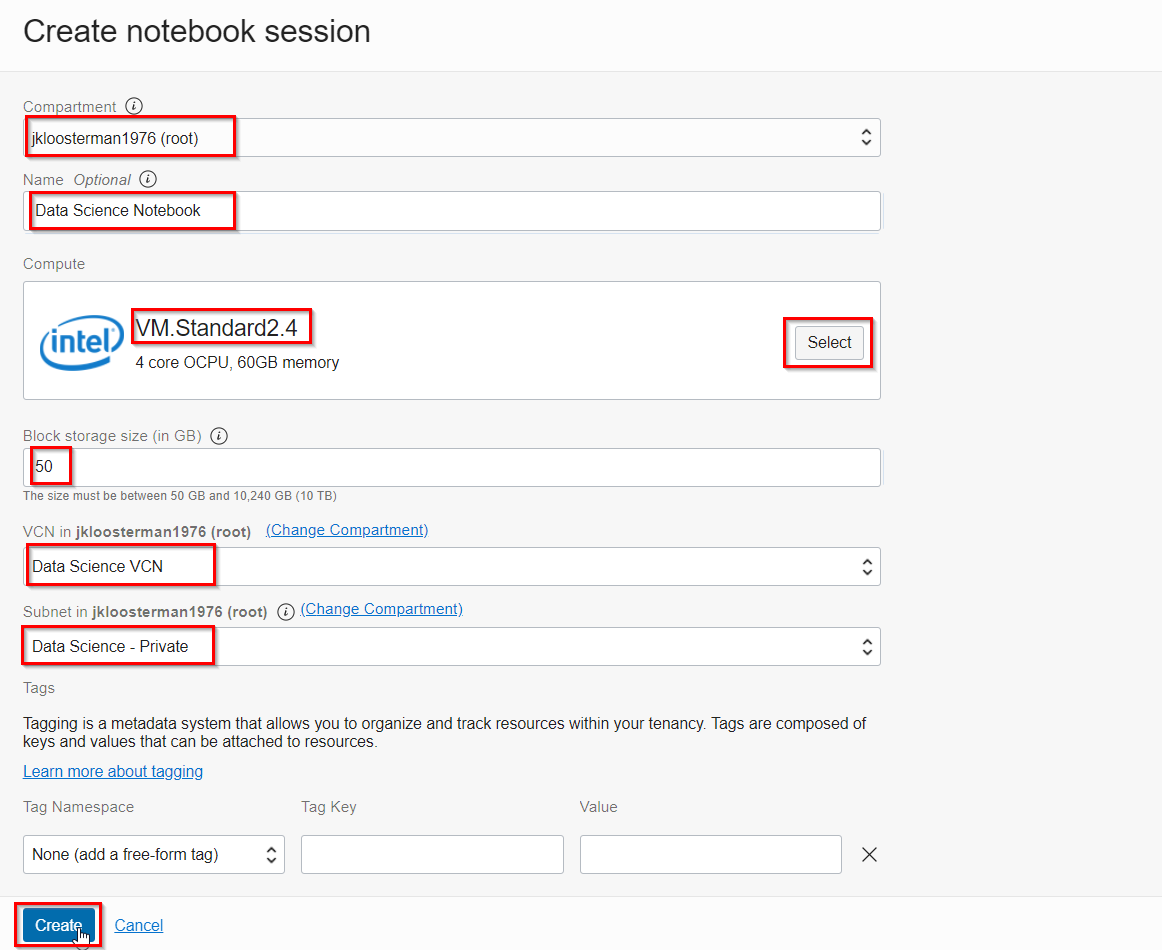 Create notebook session
Compartment
jkloosterman1976 (root)
Name Optional
Data Science Notebook
Compute
intel
VM.Standard2.4
4 core OCPU, 60GB memory
Select
Block storage size (in GB)
50
The size must be between 50 GB and 10,240 GB (10 TB)
VCN in jkloosterman1976 (root) (Change Compartment)
Data Science VCN
Subnet in jkloosterman1976 (root) (Change Compartment)
Data Science - Private
Tags
Tagging is a metadata system that allows you to organize and track resources within your tenancy. Tags are composed of
keys and values that can be attached to resources.
Learn more about tagging
Tag Namespace Tag Key Value
None (add a free-form tag)
Create Cancel